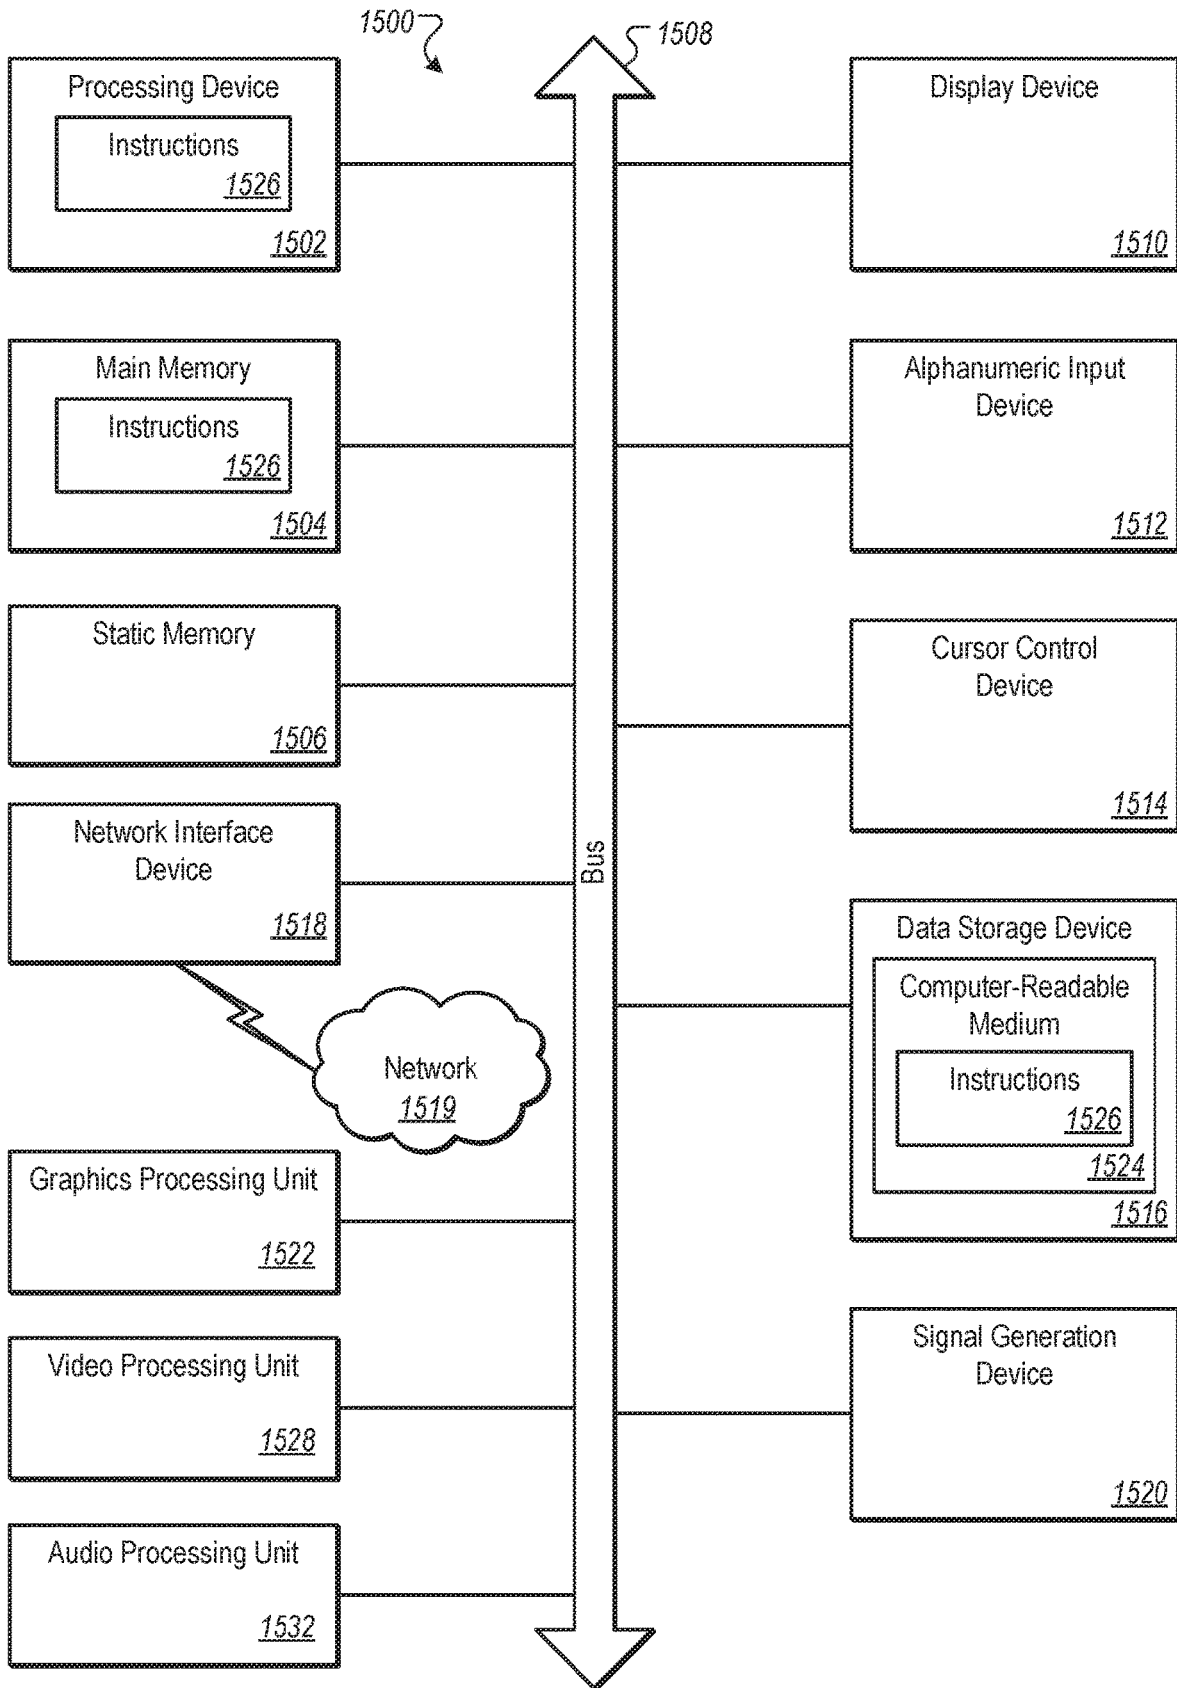 1500
1508
Processing Device
Instructions
1526
1502
Main Memory
Instructions
1526
1504
Static Memory
1506
Network Interface
Device
1518
Network
1519
Graphics Processing Unit
1522
Video Processing Unit
1528
Audio Processing Unit
1532
Bus
Display Device
1510
Alphanumeric Input
Device
1512
Cursor Control
Device
1514
Data Storage Device
Computer-Readable
Medium
Instructions
1526
1524
1516
Signal Generation
Device
1520